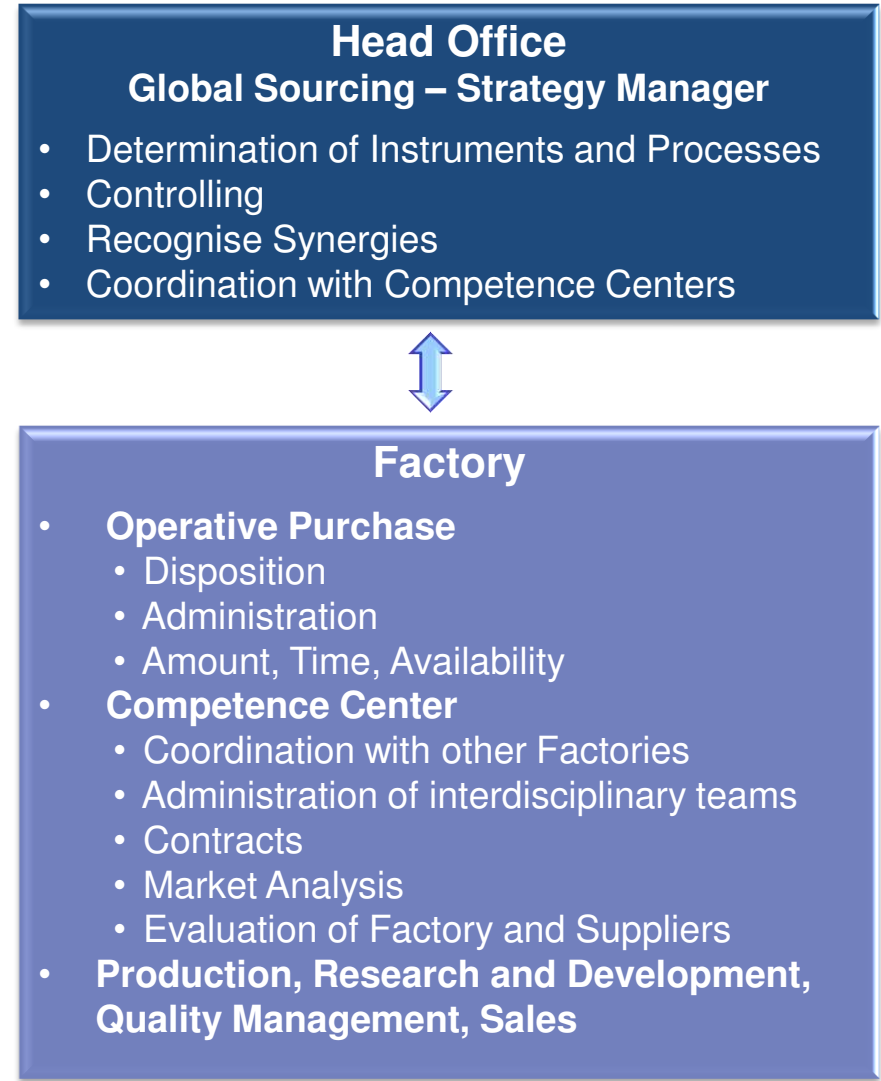 Head Office
Global Sourcing – Strategy Manager
• Determination of Instruments and Processes
• Controlling
• Recognise Synergies
• Coordination with Competence Centers
Factory
• Operative Purchase
• Disposition
• Administration
• Amount, Time, Availability
• Competence Center
• Coordination with other Factories
• Administration of interdisciplinary teams
• Contracts
• Market Analysis
• Evaluation of Factory and Suppliers
• Production, Research and Development,
Quality Management, Sales